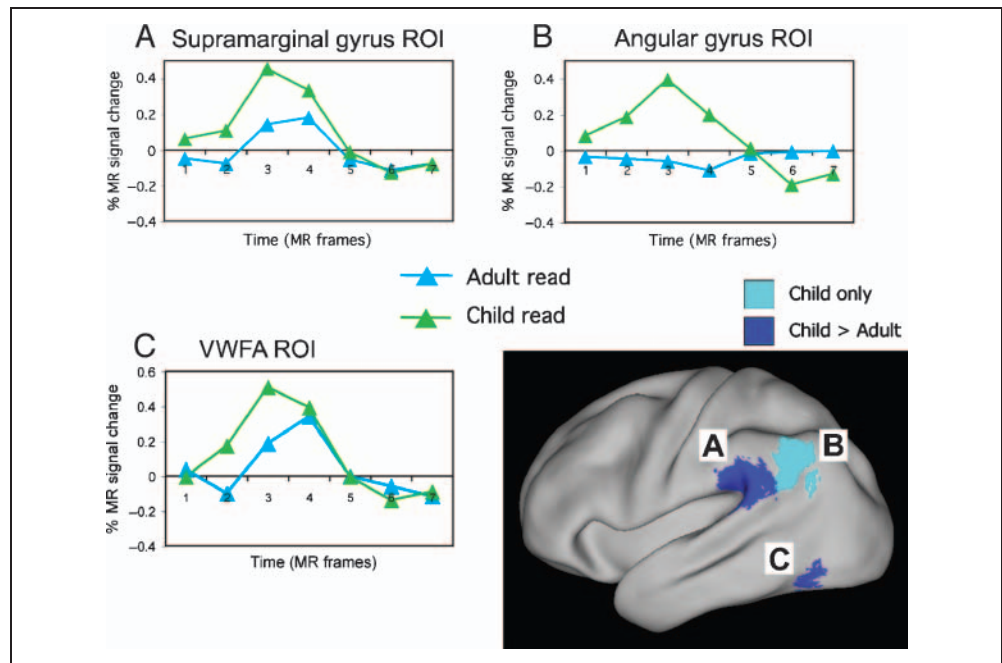 A Supramarginal gyrus ROI
% MR signal change
0.4
0.2
0
−0.2
−0.4
1 2 3 4 5 6 7
Time (MR frames)
B Angular gyrus ROI
% MR signal change
0.4
0.2
0
−0.2
−0.4
1 2 3 4 5 6 7
Time (MR frames)
Adult read
Child read
Child only
Child > Adult
C VWFA ROI
% MR signal change
0.6
0.4
0.2
0
−0.2
−0.4
1 2 3 4 5 6 7
Time (MR frames)
A
B
C